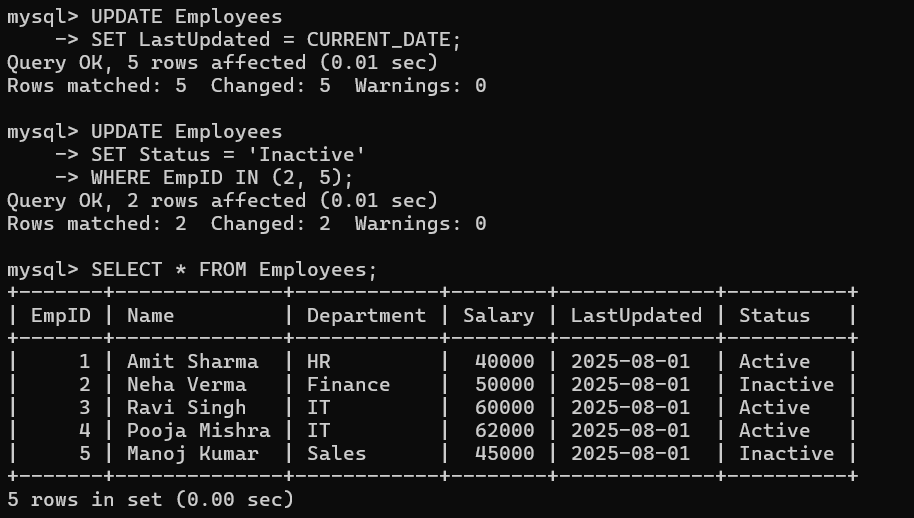 mysql> UPDATE Employees
    -> SET LastUpdated = CURRENT_DATE;
Query OK, 5 rows affected (0.01 sec)
Rows matched: 5  Changed: 5  Warnings: 0

mysql> UPDATE Employees
    -> SET Status = 'Inactive'
    -> WHERE EmpID IN (2, 5);
Query OK, 2 rows affected (0.01 sec)
Rows matched: 2  Changed: 2  Warnings: 0

mysql> SELECT * FROM Employees;
+-------+--------------+------------+--------+-------------+----------+
| EmpID | Name         | Department | Salary | LastUpdated | Status   |
+-------+--------------+------------+--------+-------------+----------+
|     1 | Amit Sharma  | HR         |  40000 | 2025-08-01  | Active   |
|     2 | Neha Verma   | Finance    |  50000 | 2025-08-01  | Inactive |
|     3 | Ravi Singh   | IT         |  60000 | 2025-08-01  | Active   |
|     4 | Pooja Mishra | IT         |  62000 | 2025-08-01  | Active   |
|     5 | Manoj Kumar  | Sales      |  45000 | 2025-08-01  | Inactive |
+-------+--------------+------------+--------+-------------+----------+
5 rows in set (0.00 sec)